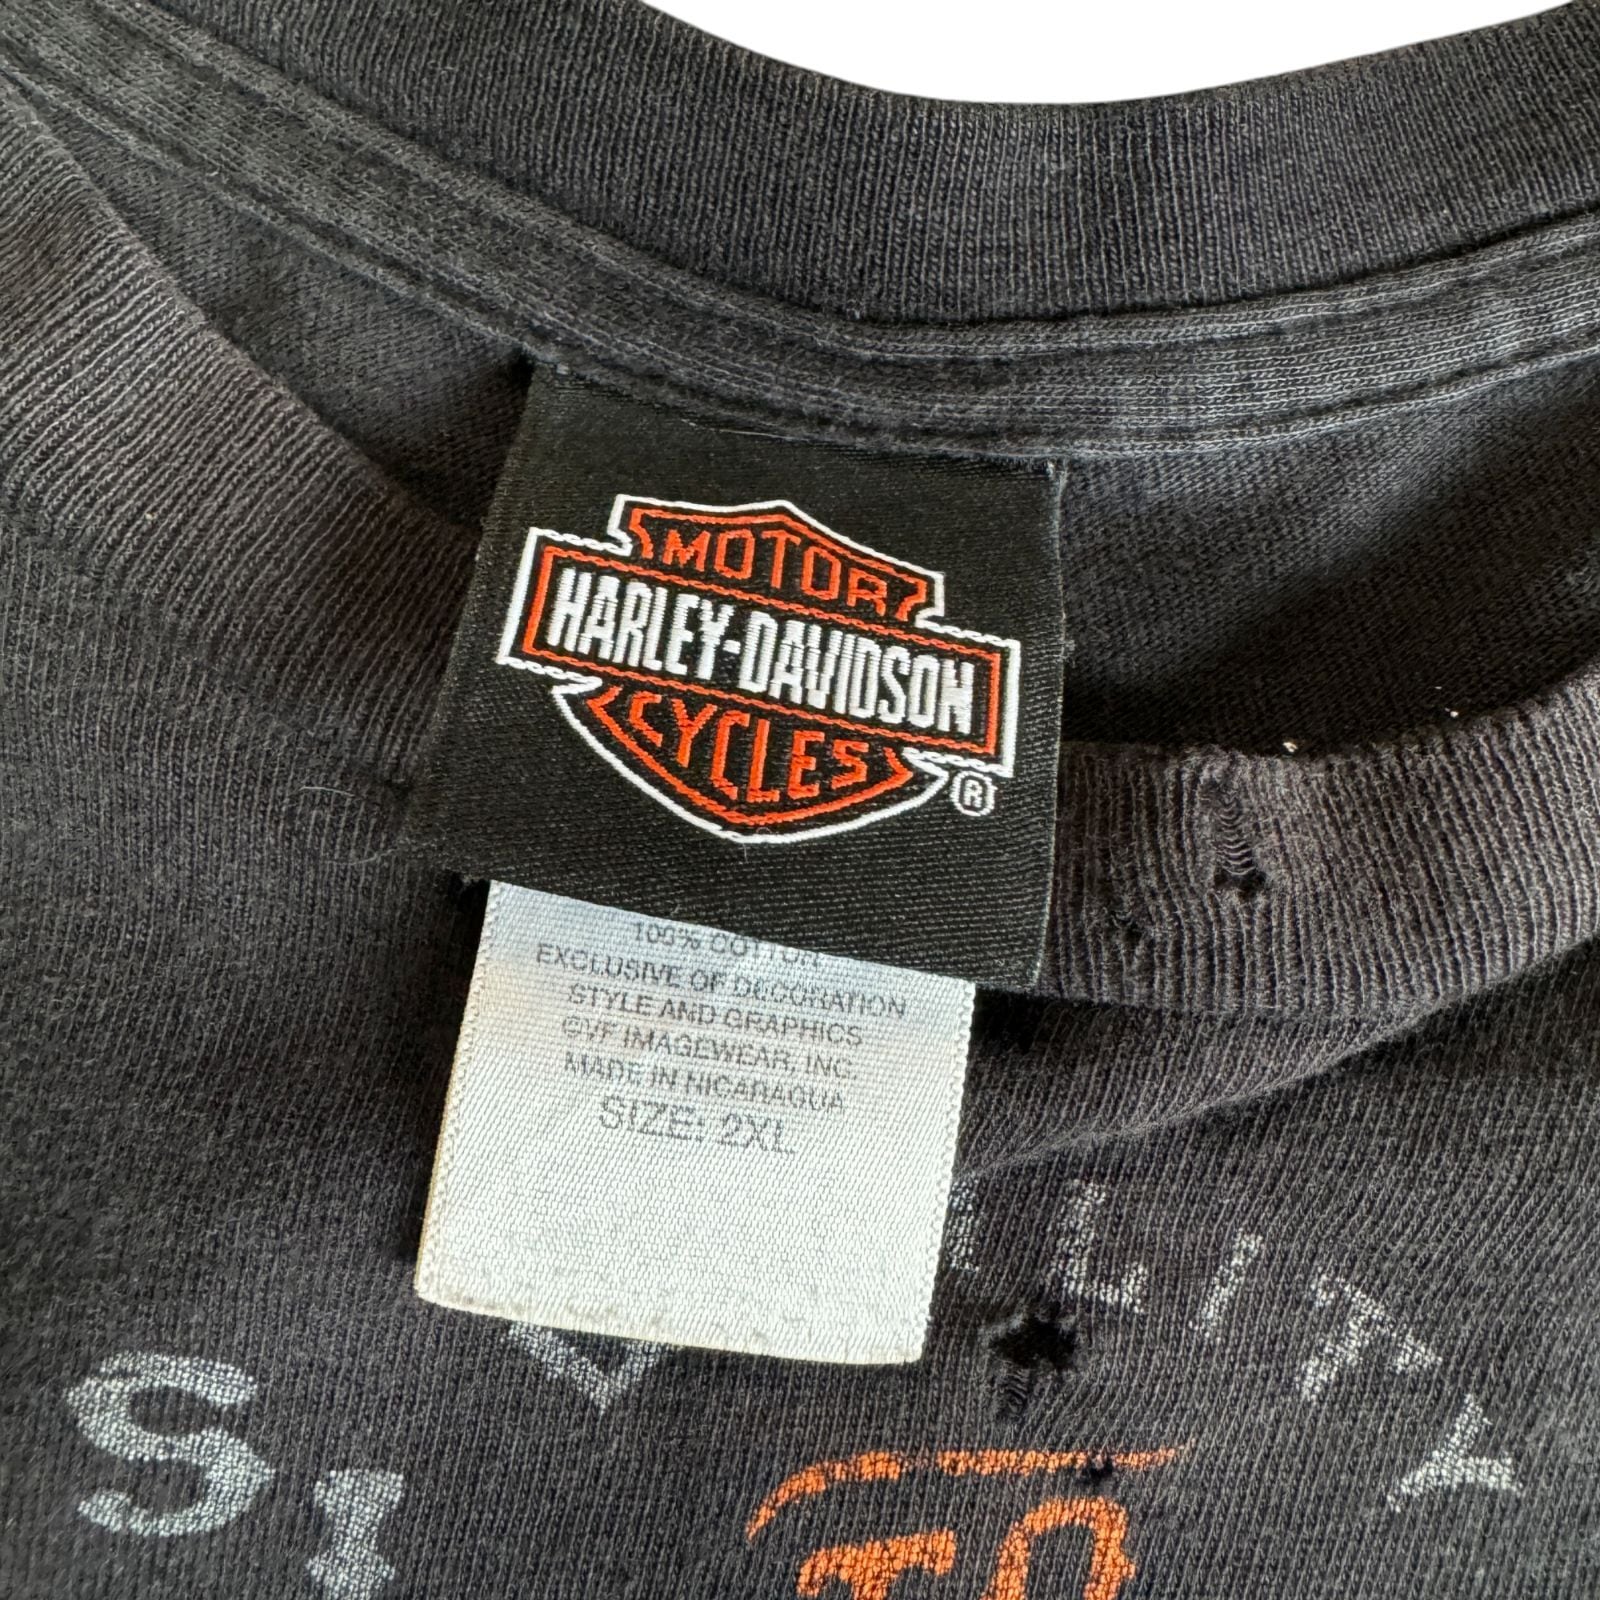 MOTOR
HARLEY-DAVIDSON
CYCLES
®
100% COTTON
EXCLUSIVE OF DECORATION
STYLE AND GRAPHICS
©VF IMAGEWEAR, INC.
MADE IN NICARAGUA
SIZE: 2XL
LITY